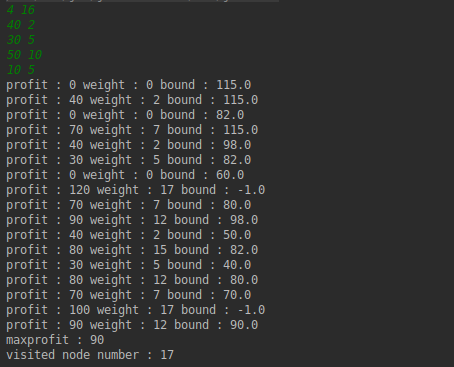 4 16
40 2
30 5
50 10
10 5
profit : 0 weight : 0 bound : 115.0
profit : 40 weight : 2 bound : 115.0
profit : 0 weight : 0 bound : 82.0
profit : 70 weight : 7 bound : 115.0
profit : 40 weight : 2 bound : 98.0
profit : 30 weight : 5 bound : 82.0
profit : 0 weight : 0 bound : 60.0
profit : 120 weight : 17 bound : -1.0
profit : 70 weight : 7 bound : 80.0
profit : 90 weight : 12 bound : 98.0
profit : 40 weight : 2 bound : 50.0
profit : 80 weight : 15 bound : 82.0
profit : 30 weight : 5 bound : 40.0
profit : 80 weight : 12 bound : 80.0
profit : 70 weight : 7 bound : 70.0
profit : 100 weight : 17 bound : -1.0
profit : 90 weight : 12 bound : 90.0
maxprofit : 90
visited node number : 17